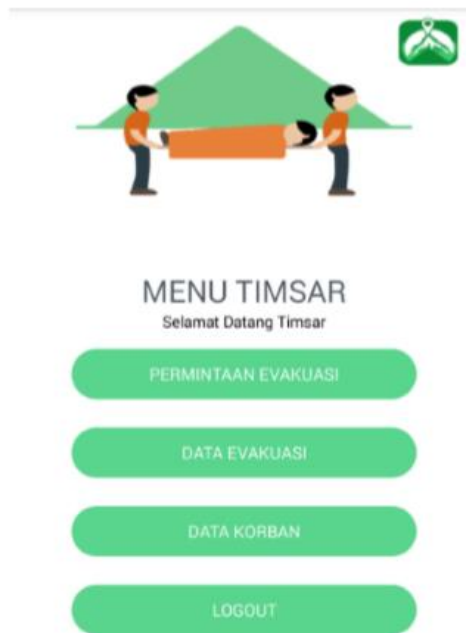 MENU TIMSAR
Selamat Datang Timsar
PERMINTAAN EVAKUASI
DATA EVAKUASI
DATA KORBAN
LOGOUT